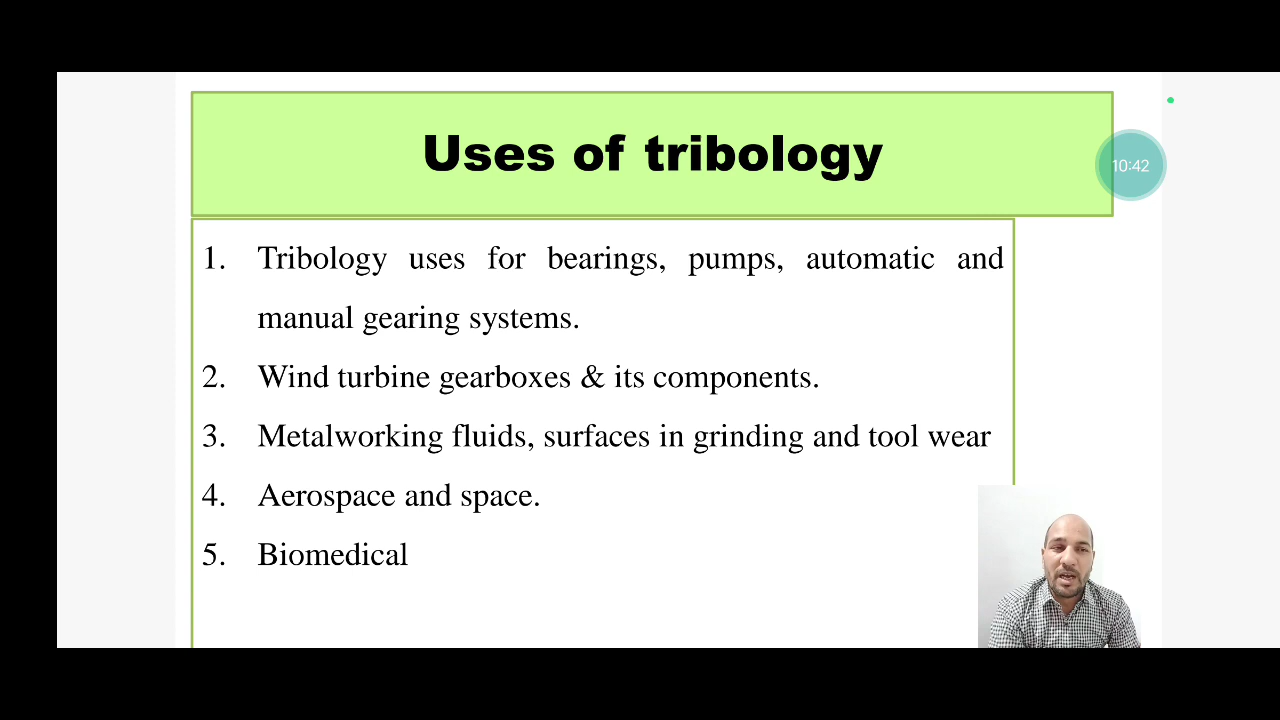 Uses of tribology
10:42
1. Tribology uses for bearings, pumps, automatic and
manual gearing systems.
2. Wind turbine gearboxes & its components.
3. Metalworking fluids, surfaces in grinding and tool wear
4. Aerospace and space.
5. Biomedical